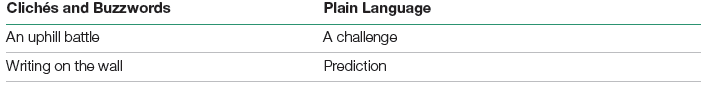 Clichés and Buzzwords Plain Language
An uphill battle A challenge
Writing on the wall Prediction